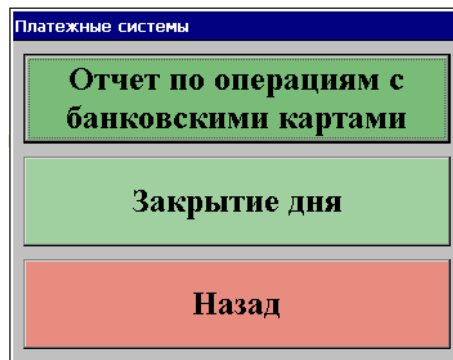 Платежные системы
Отчет по операциям с
банковскими картами
Закрытие дня
Назад